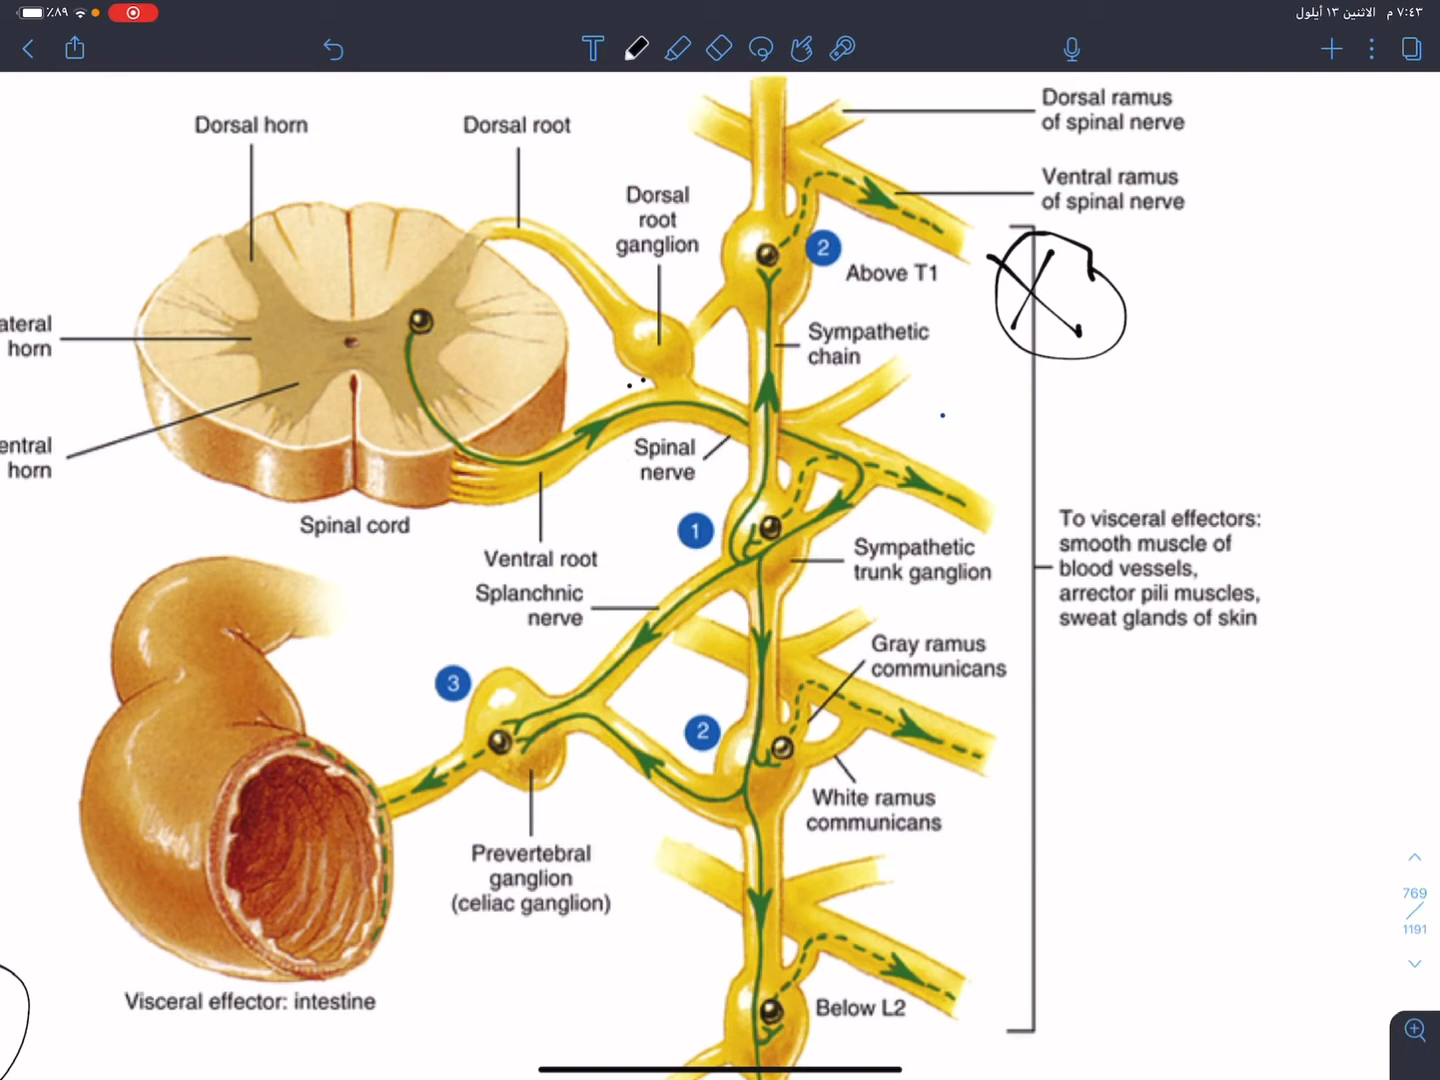 ٪٨٩
٧:٤٣ م الاثنين ١٣ أيلول
T
Dorsal horn
Dorsal root
Dorsal
root
ganglion
Dorsal ramus
of spinal nerve
Ventral ramus
of spinal nerve
2
Above T1
Sympathetic
chain
ateral
horn
entral
horn
Spinal
nerve
Spinal cord
Ventral root
1
Sympathetic
trunk ganglion
To visceral effectors:
smooth muscle of
blood vessels,
arrector pili muscles,
sweat glands of skin
Splanchnic
nerve
Gray ramus
communicans
3
2
White ramus
communicans
Prevertebral
ganglion
(celiac ganglion)
769
1191
Visceral effector: intestine
Below L2